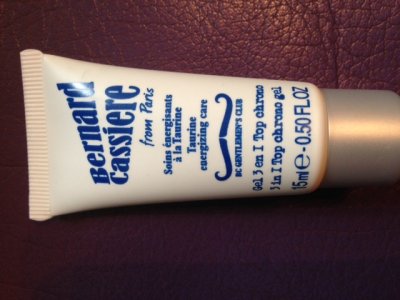 Bernard
cassiere
from Paris
Soins énergisants
à la Taurine
Taurine
energizing care
BC GENTLEMEN'S CLUB
Gel 3 en 1 Top chrono
3 in 1 Top chrono gel
15ml e - 0.50 FL.OZ